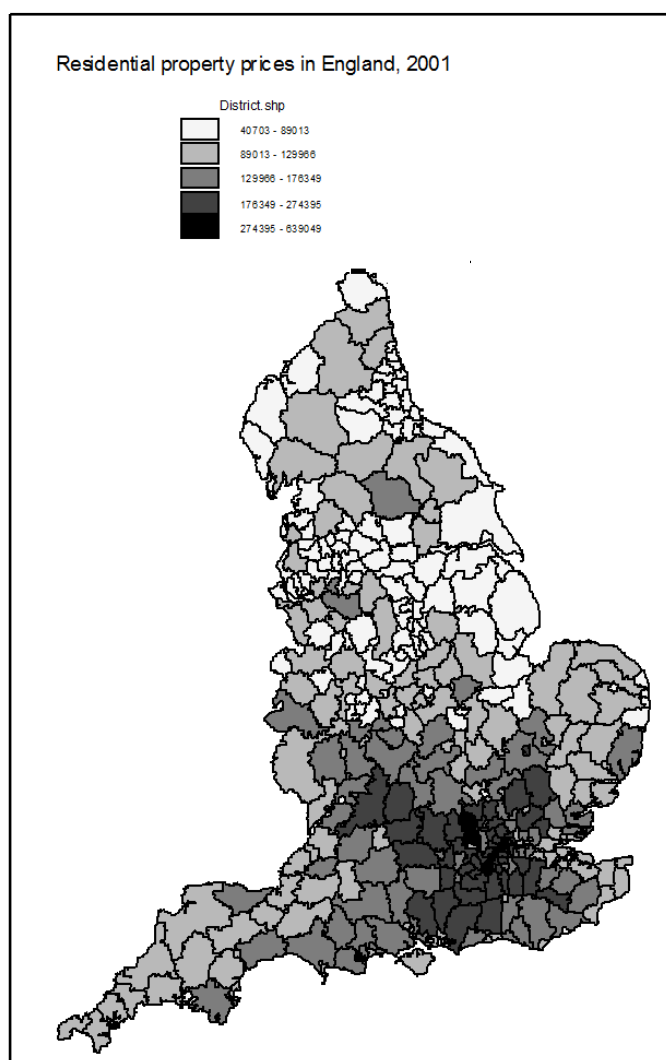 Residential property prices in England, 2001
District.shp
40703 - 89013
89013 - 129966
129966 - 176349
176349 - 274395
274395 - 639049